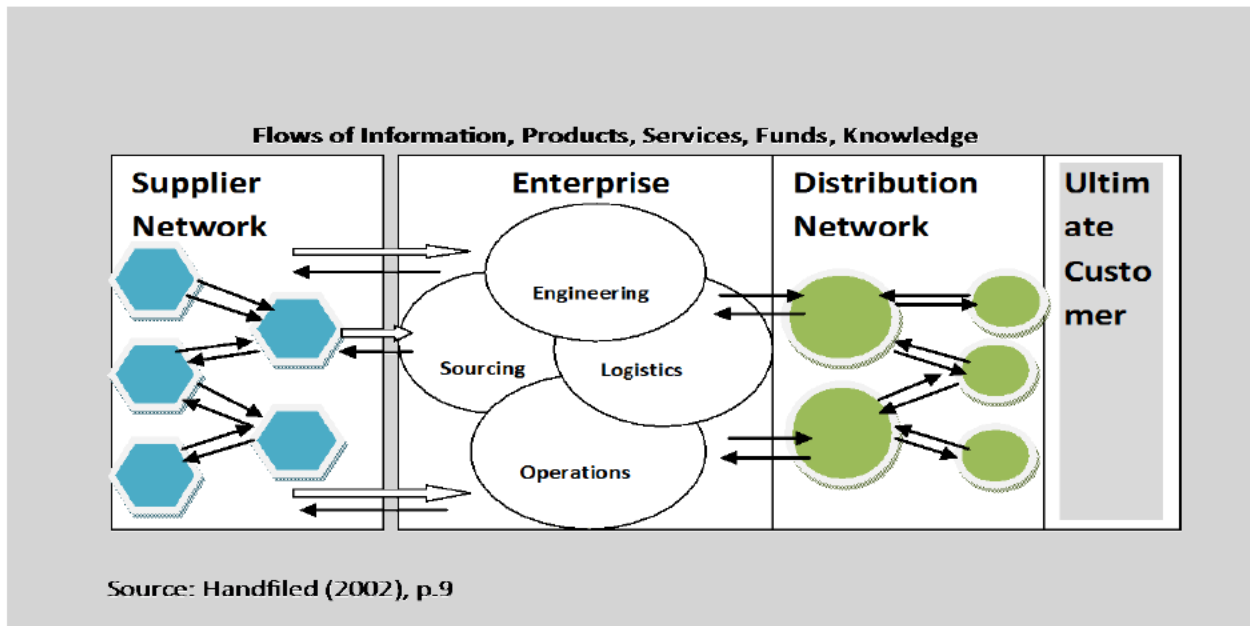 Flows of Information, Products, Services, Funds, Knowledge
Supplier
Network
Enterprise
Distribution
Network
Ultim
ate
Custo
mer
Engineering
Sourcing
Logistics
Operations
Source: Handfiled (2002), p.9